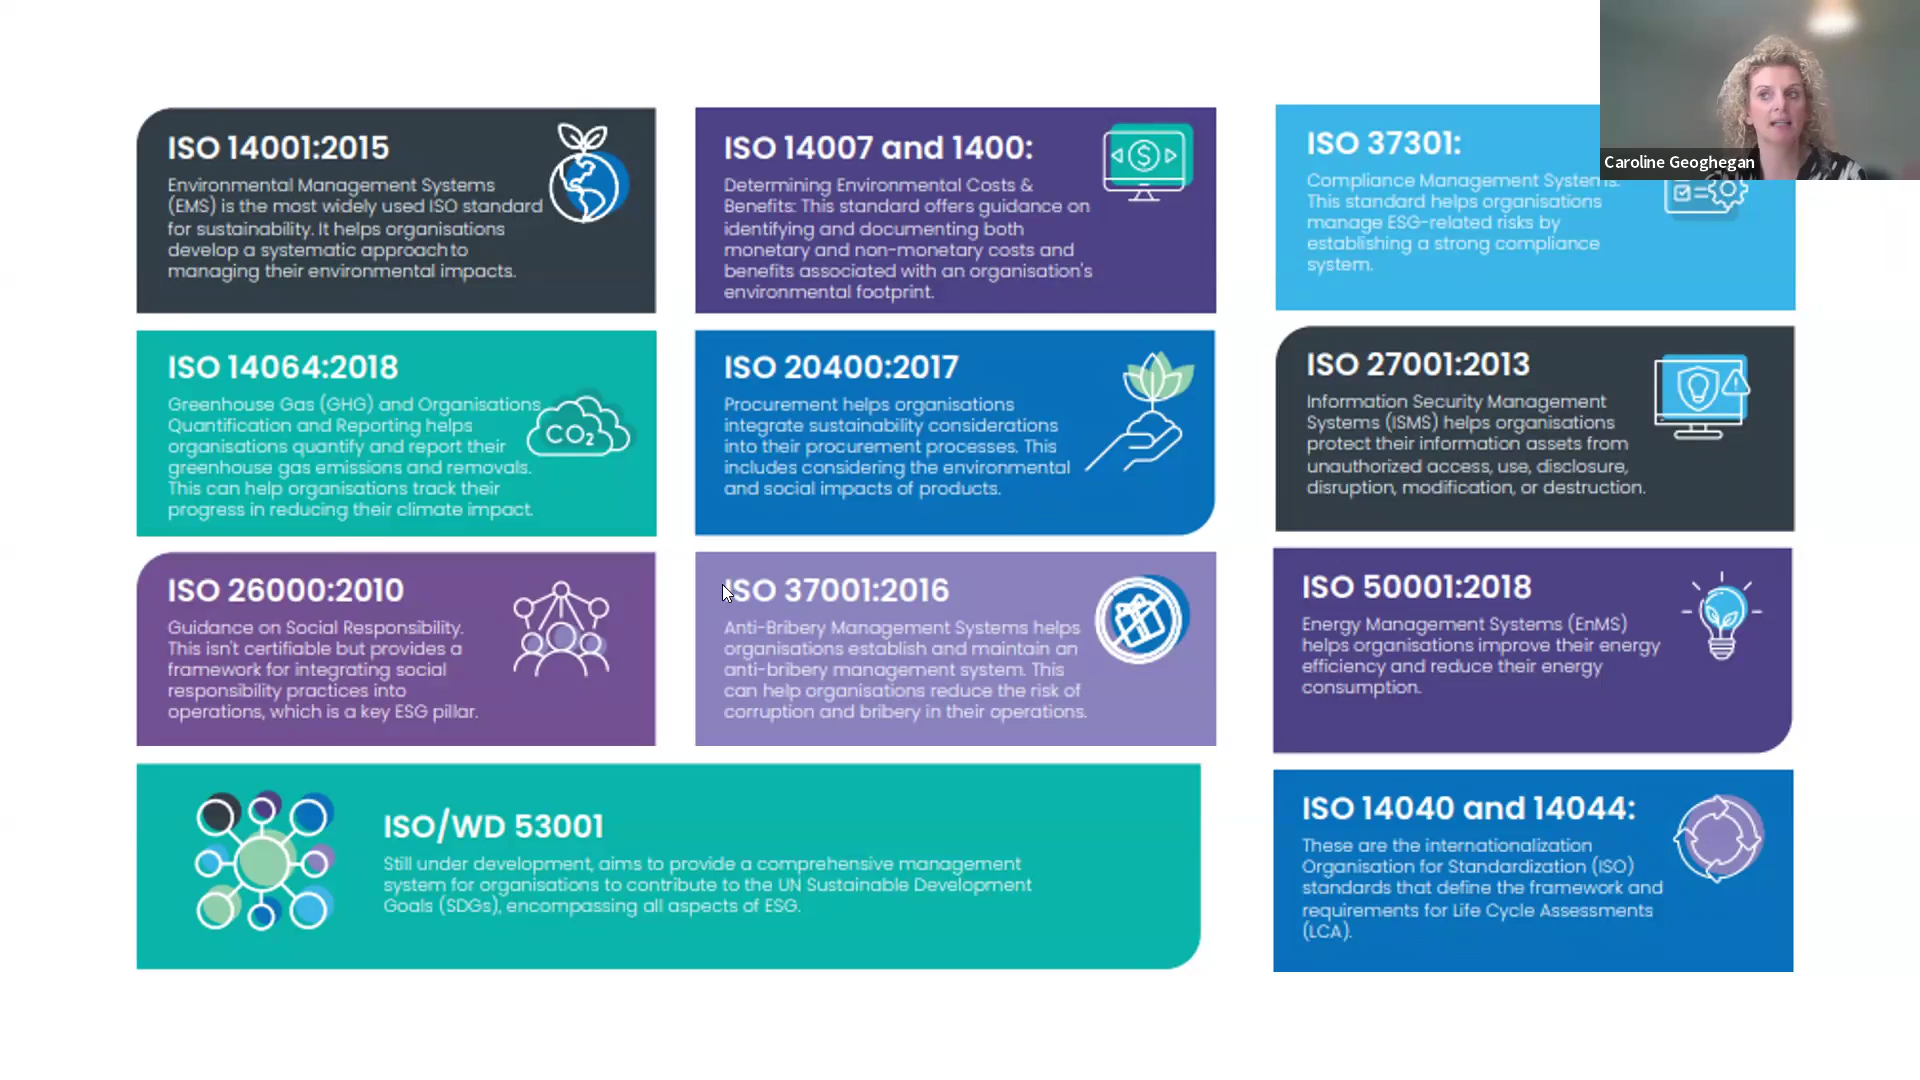 ISO 14001:2015
Environmental Management Systems
(EMS) is the most widely used ISO standard
for sustainability. It helps organisations
develop a systematic approach to
managing their environmental impacts.
ISO 14007 and 1400:
Determining Environmental Costs &
Benefits: This standard offers guidance on
identifying and documenting both
monetary and non-monetary costs and
benefits associated with an organisation's
environmental footprint.
$
ISO 37301:
Compliance Management Systems.
This standard helps organisations
manage ESG-related risks by
establishing a strong compliance
system.
Caroline Geoghegan
ISO 14064:2018
Greenhouse Gas (GHG) and Organisations
Quantification and Reporting helps
organisations quantify and report their
greenhouse gas emissions and removals.
This can help organisations track their
progress in reducing their climate impact.
CO2
ISO 20400:2017
Procurement helps organisations
integrate sustainability considerations
into their procurement processes. This
includes considering the environmental
and social impacts of products.
ISO 27001:2013
Information Security Management
Systems (ISMS) helps organisations
protect their information assets from
unauthorized access, use, disclosure,
disruption, modification, or destruction.
ISO 26000:2010
Guidance on Social Responsibility.
This isn't certifiable but provides a
framework for integrating social
responsibility practices into
operations, which is a key ESG pillar.
ISO 37001:2016
Anti-Bribery Management Systems helps
organisations establish and maintain an
anti-bribery management system. This
can help organisations reduce the risk of
corruption and bribery in their operations.
ISO 50001:2018
Energy Management Systems (EnMS)
helps organisations improve their energy
efficiency and reduce their energy
consumption.
ISO/WD 53001
Still under development, aims to provide a comprehensive management
system for organisations to contribute to the UN Sustainable Development
Goals (SDGs), encompassing all aspects of ESG.
ISO 14040 and 14044:
These are the internationalization
Organisation for Standardization (ISO)
standards that define the framework and
requirements for Life Cycle Assessments
(LCA).